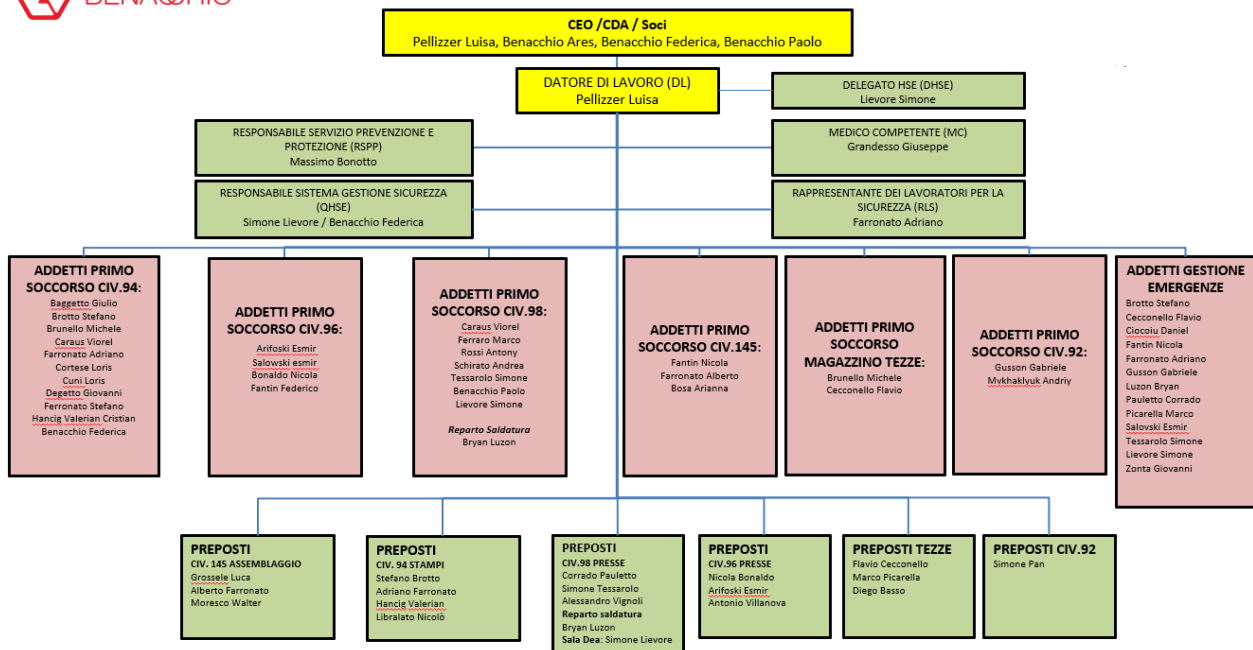 BENACCHIO
CEO /CDA / Soci
Pellizzer Luisa, Benacchio Ares, Benacchio Federica, Benacchio Paolo
DATORE DI LAVORO (DL)
Pellizzer Luisa
DELEGATO HSE (DHSE)
Lievore Simone
RESPONSABILE SERVIZIO PREVENZIONE E
PROTEZIONE (RSPP)
Massimo Bonotto
MEDICO COMPETENTE (MC)
Grandesso Giuseppe
RESPONSABILE SISTEMA GESTIONE SICUREZZA
(QHSE)
Simone Lievore / Benacchio Federica
RAPPRESENTANTE DEI LAVORATORI PER LA
SICUREZZA (RLS)
Farronato Adriano
ADDETTI PRIMO
SOCCORSO CIV.94:
Baggetto Giulio
Brotto Stefano
Brunello Michele
Caraus Viorel
Farronato Adriano
Cortese Loris
Cuni Loris
Degetto Giovanni
Ferronato Stefano
Hancig Valerian Cristian
Benacchio Federica
ADDETTI PRIMO
SOCCORSO CIV.96:
Arifoski Esmir
Salowski esmir
Bonaldo Nicola
Fantin Federico
ADDETTI PRIMO
SOCCORSO CIV.98:
Caraus Viorel
Ferraro Marco
Rossi Antony
Schirato Andrea
Tessarolo Simone
Benacchio Paolo
Lievore Simone
Reparto Saldatura
Bryan Luzon
ADDETTI PRIMO
SOCCORSO CIV.145:
Fantin Nicola
Farronato Alberto
Bosa Arianna
ADDETTI PRIMO
SOCCORSO
MAGAZZINO TEZZE:
Brunello Michele
Cecconello Flavio
ADDETTI PRIMO
SOCCORSO CIV.92:
Gusson Gabriele
Mykhaklyuk Andriy
ADDETTI GESTIONE
EMERGENZE
Brotto Stefano
Cecconello Flavio
Ciocoiu Daniel
Fantin Nicola
Farronato Adriano
Gusson Gabriele
Luzon Bryan
Pauletto Corrado
Picarella Marco
Salovski Esmir
Tessarolo Simone
Lievore Simone
Zonta Giovanni
PREPOSTI
CIV. 145 ASSEMBLAGGIO
Grossele Luca
Alberto Farronato
Moresco Walter
PREPOSTI
CIV. 94 STAMPI
Stefano Brotto
Adriano Farronato
Hancig Valerian
Libralato Nicolò
PREPOSTI
CIV.98 PRESSE
Corrado Pauletto
Simone Tessarolo
Alessandro Vignoli
Reparto saldatura
Bryan Luzon
Sala Dea: Simone Lievore
PREPOSTI
CIV.96 PRESSE
Nicola Bonaldo
Arifoski Esmir
Antonio Villanova
PREPOSTI TEZZE
Flavio Cecconello
Marco Picarella
Diego Basso
PREPOSTI CIV.92
Simone Pan